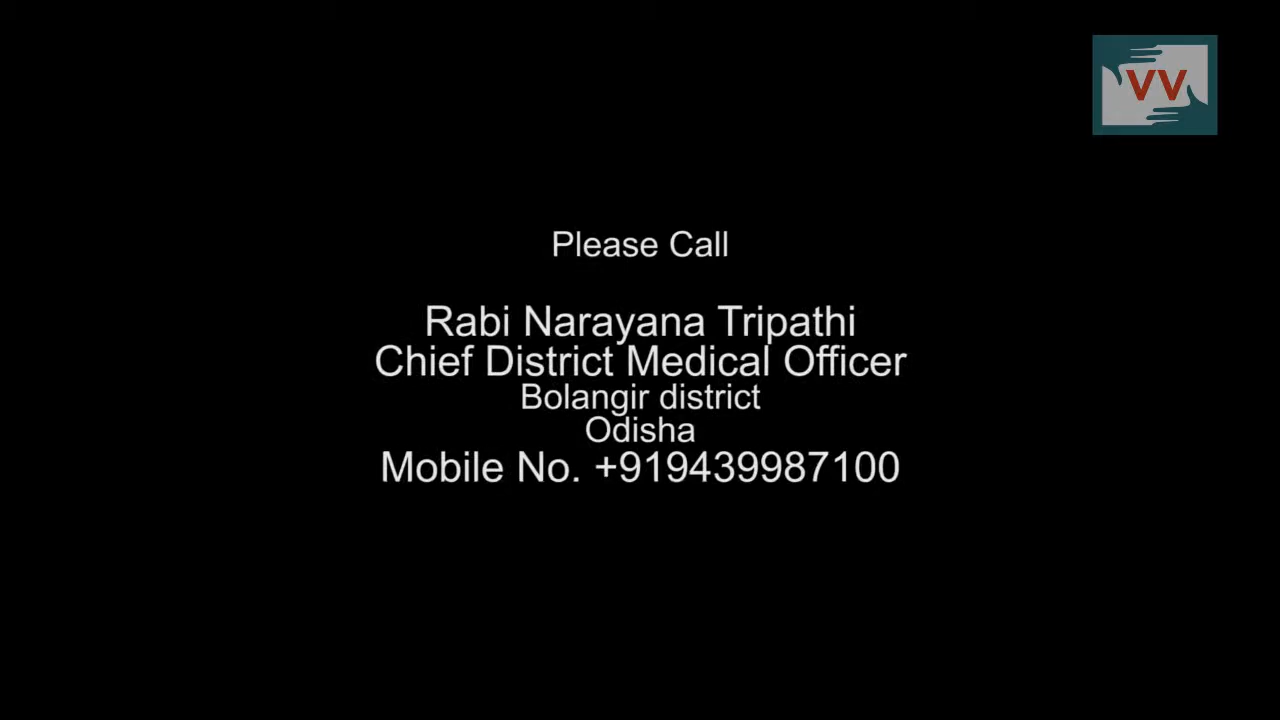 VV
Please Call
Rabi Narayana Tripathi
Chief District Medical Officer
Bolangir district
Odisha
Mobile No. +919439987100